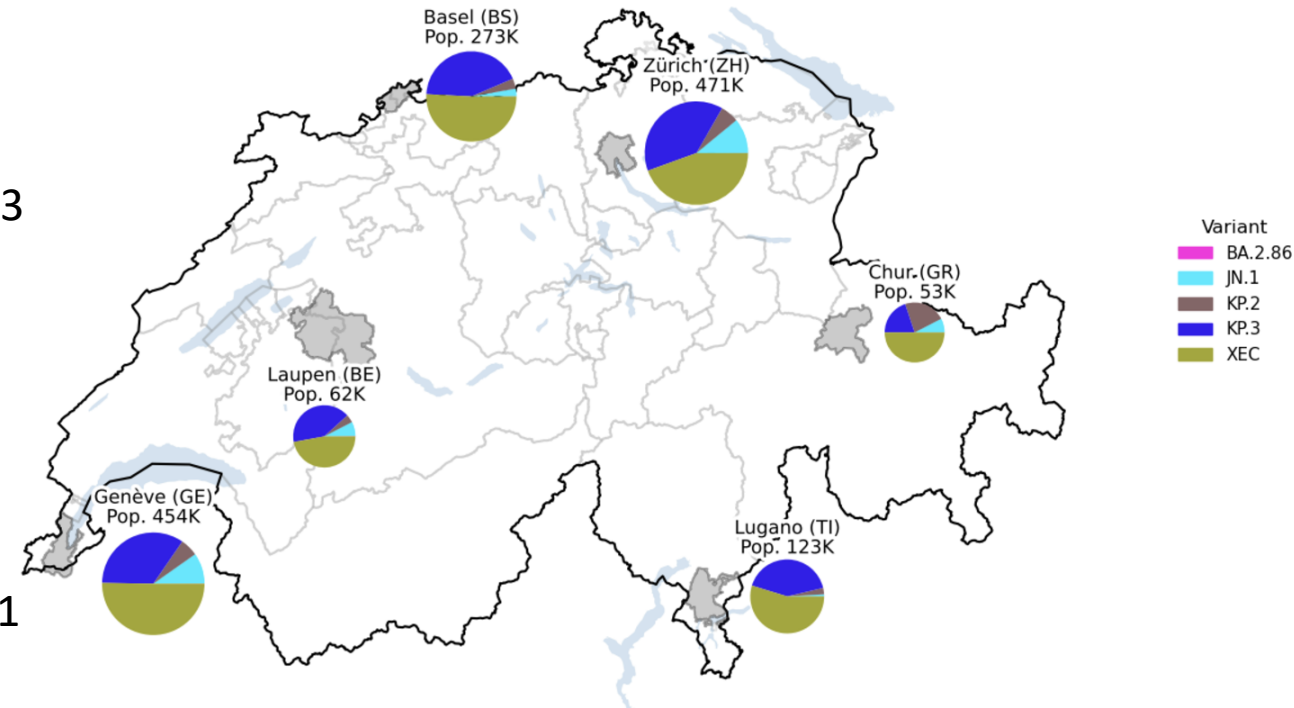 Basel (BS)
Pop. 273K
Zürich (ZH)
Pop. 471K
3
Variant
BA.2.86
JN.1
KP.2
KP.3
XEC
Chur (GR)
Pop. 53K
Laupen (BE)
Pop. 62K
Genève (GE)
Pop. 454K
Lugano (TI)
Pop. 123K
1